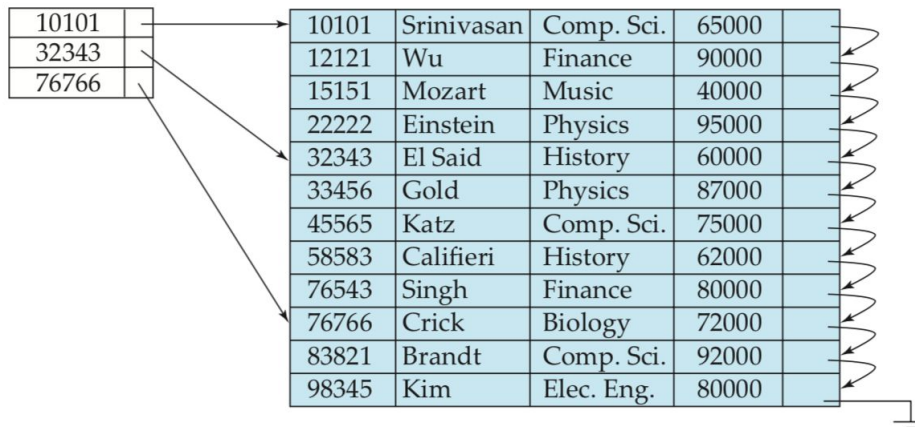 10101
32343
76766
10101 Srinivasan Comp. Sci. 65000
12121 Wu Finance 90000
15151 Mozart Music 40000
22222 Einstein Physics 95000
32343 El Said History 60000
33456 Gold Physics 87000
45565 Katz Comp. Sci. 75000
58583 Califieri History 62000
76543 Singh Finance 80000
76766 Crick Biology 72000
83821 Brandt Comp. Sci. 92000
98345 Kim Elec. Eng. 80000